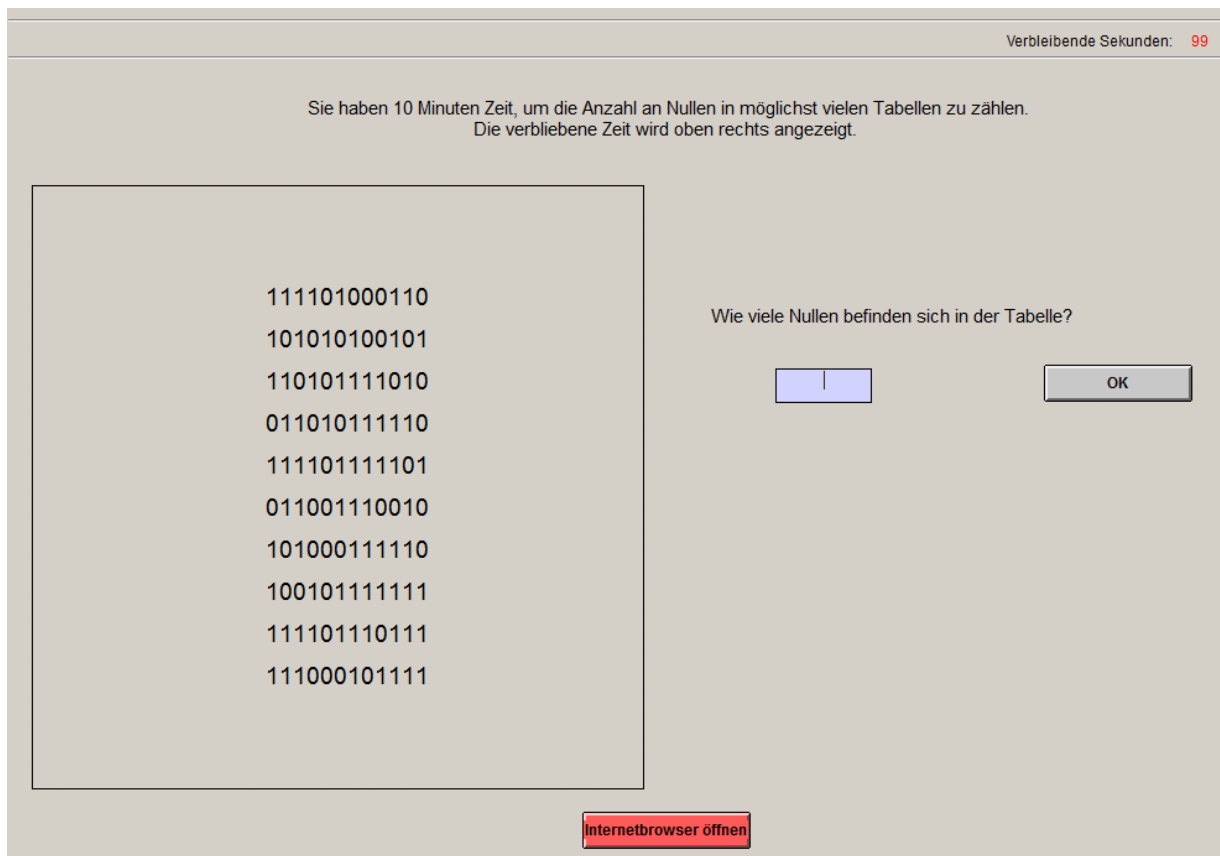 Verbleibende Sekunden: 99
Sie haben 10 Minuten Zeit, um die Anzahl an Nullen in möglichst vielen Tabellen zu zählen.
Die verbliebene Zeit wird oben rechts angezeigt.
111101000110
101010100101
110101111010
011010111110
111101111101
011001110010
101000111110
100101111111
111101110111
111000101111
Wie viele Nullen befinden sich in der Tabelle?
OK
Internetbrowser öffnen